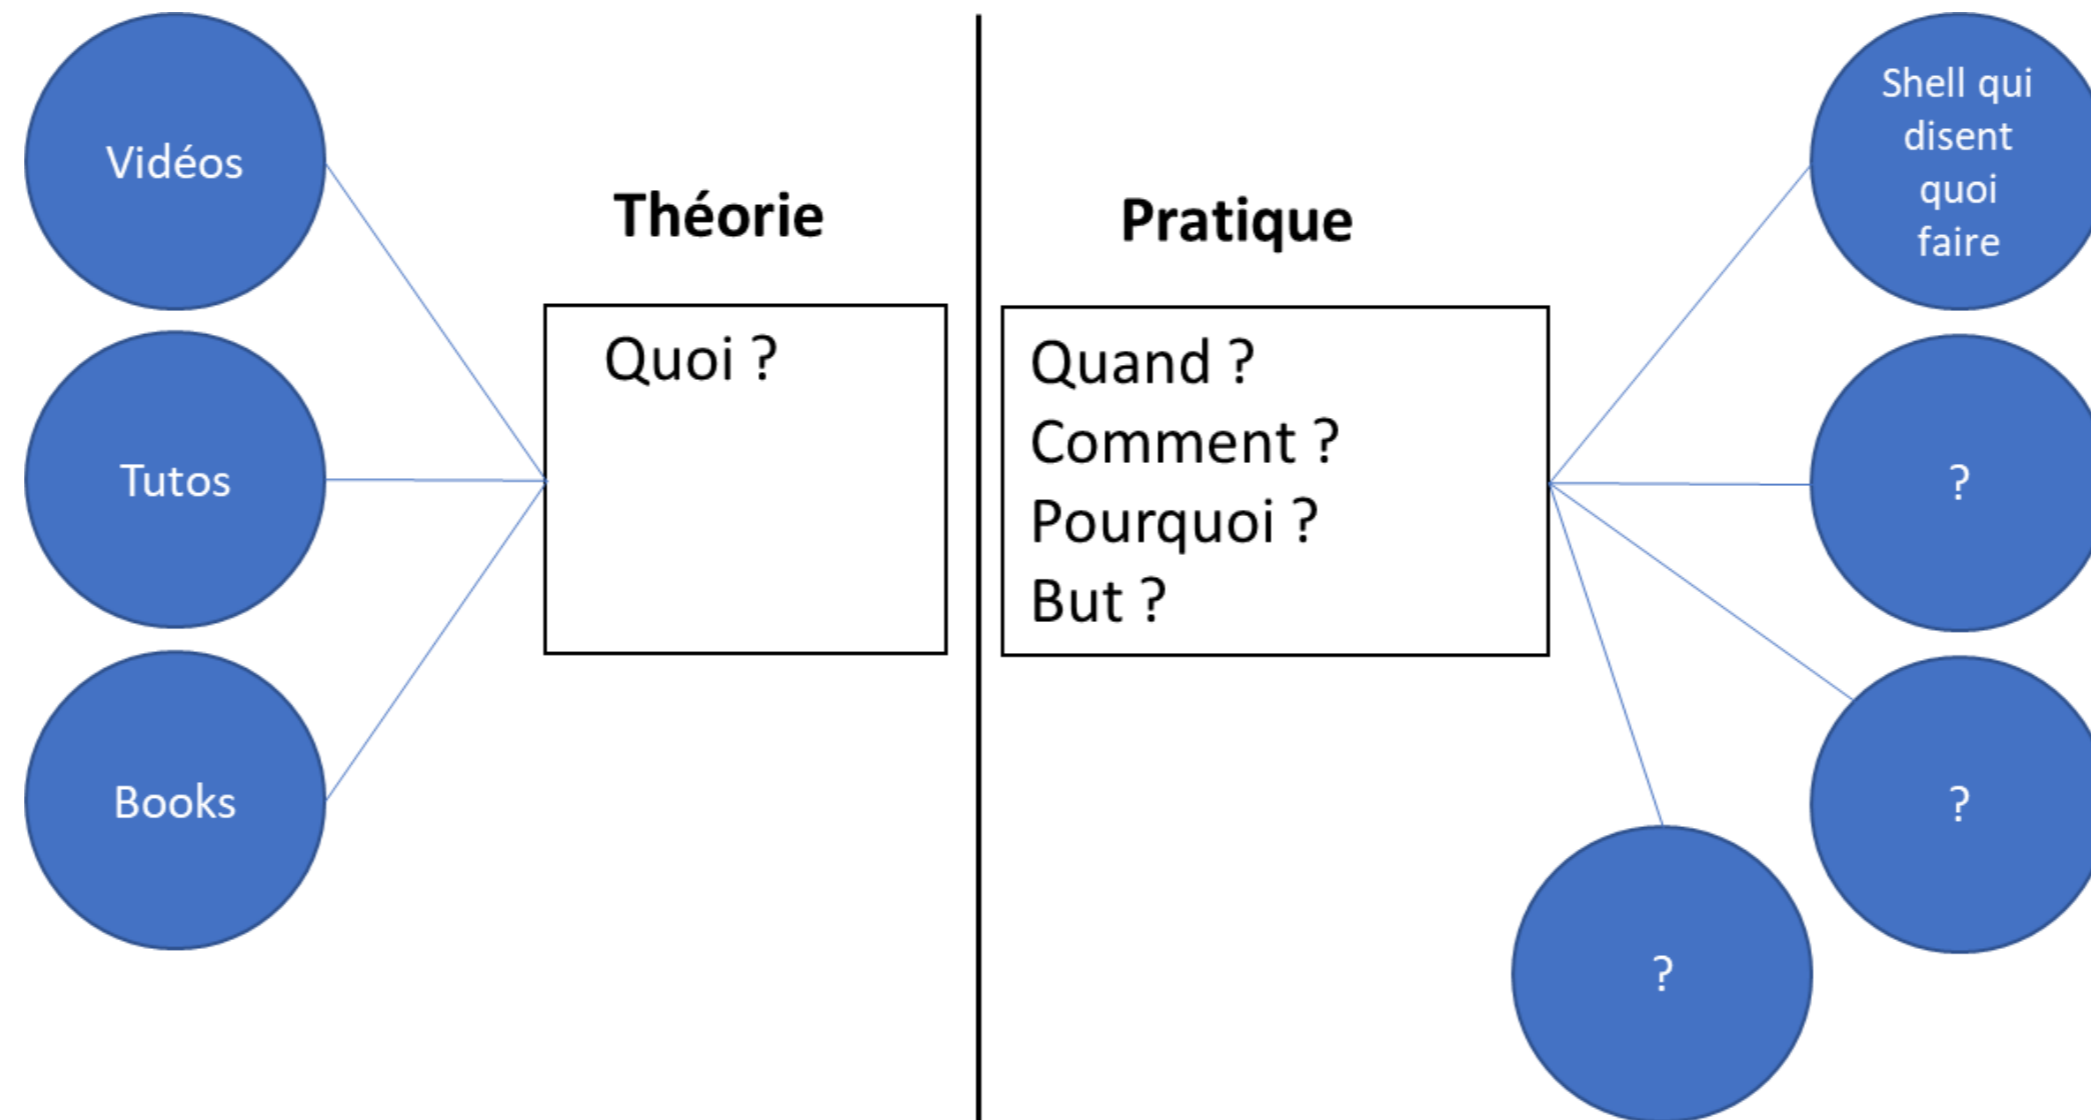 Vidéos
Tutos
Books
Théorie
Quoi ?
Pratique
Quand ?
Comment ?
Pourquoi ?
But ?
Shell qui
disent
quoi
faire
?
?
?